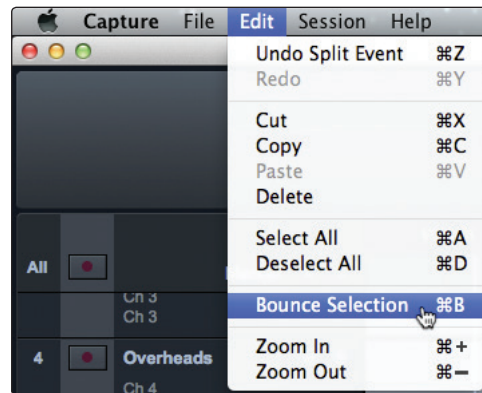 Capture File Edit Session Help
Undo Split Event ⌘Z
Redo ⌘Y
Cut ⌘X
Copy ⌘C
Paste ⌘V
Delete
Select All ⌘A
Deselect All ⌘D
All
Bounce Selection ⌘B
Ch 3
Ch 3
Zoom In ⌘+
4 Overheads
Zoom Out ⌘−
Ch 4